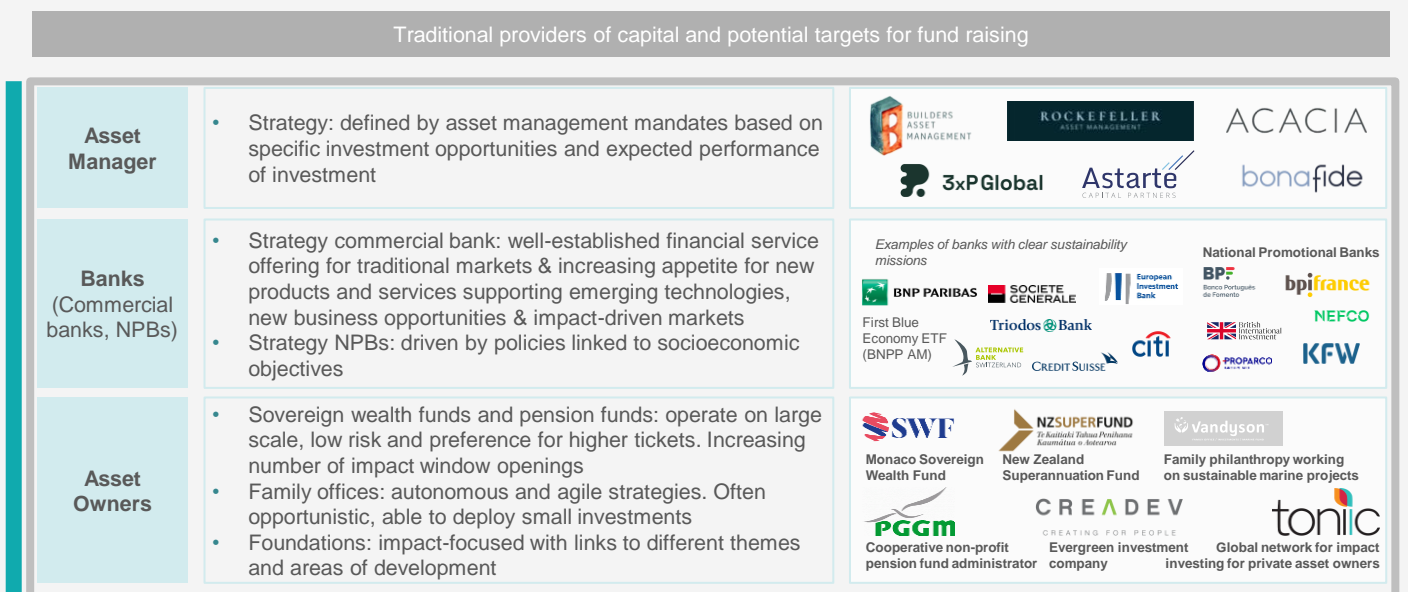 Traditional providers of capital and potential targets for fund raising
Asset
Manager
• Strategy: defined by asset management mandates based on
specific investment opportunities and expected performance
of investment
BUILDERS
ASSET
MANAGEMENT
ROCKEFELLER
ASSET MANAGEMENT
ACACIA
3xPGlobal
Astarte
CAPITAL PARTNERS
bonafide
Banks
(Commercial
banks, NPBs)
• Strategy commercial bank: well-established financial service
offering for traditional markets & increasing appetite for new
products and services supporting emerging technologies,
new business opportunities & impact-driven markets
• Strategy NPBs: driven by policies linked to socioeconomic
objectives
Examples of banks with clear sustainability
missions
National Promotional Banks
BNP PARIBAS
SOCIETE
GENERALE
European
Investment
Bank
BPF
Banco Português
de Fomento
bpifrance
First Blue
Economy ETF
(BNPP AM)
Triodos Bank
ALTERNATIVE
BANK
SWITZERLAND
CREDIT SUISSE
citi
British
International
Investment
NEFCO
PROPARCO
KFW
Asset
Owners
• Sovereign wealth funds and pension funds: operate on large
scale, low risk and preference for higher tickets. Increasing
number of impact window openings
• Family offices: autonomous and agile strategies. Often
opportunistic, able to deploy small investments
• Foundations: impact-focused with links to different themes
and areas of development
SWF
Monaco Sovereign
Wealth Fund
NZSUPERFUND
Te Kaitiaki Tahua Penihana
Kaumātua o Aotearoa
New Zealand
Superannuation Fund
vandyson
Family philanthropy working
on sustainable marine projects
PGGM
Cooperative non-profit
pension fund administrator
CREADEV
CREATING FOR PEOPLE
Evergreen investment
company
toniic
Global network for impact
investing for private asset owners